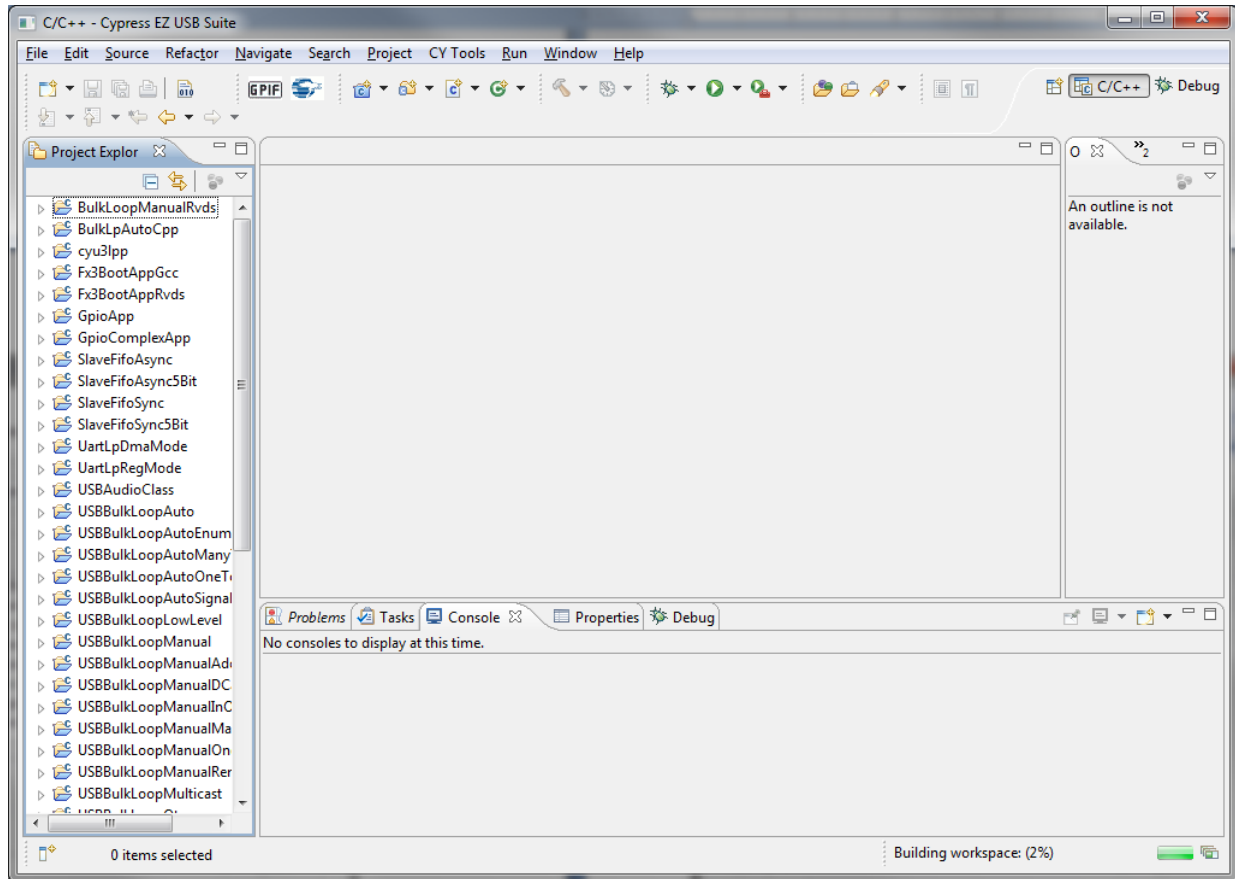 C/C++ - Cypress EZ USB Suite
File Edit Source Refactor Navigate Search Project CY Tools Run Window Help
010 GPIF C/C++ Debug
Project Explor
O »2
An outline is not
available.
BulkLoopManualRvds
BulkLpAutoCpp
cyu3lpp
Fx3BootAppGcc
Fx3BootAppRvds
GpioApp
GpioComplexApp
SlaveFifoAsync
SlaveFifoAsync5Bit
SlaveFifoSync
SlaveFifoSync5Bit
UartLpDmaMode
UartLpRegMode
USBAudioClass
USBBulkLoopAuto
USBBulkLoopAutoEnum
USBBulkLoopAutoMany
USBBulkLoopAutoOneT
USBBulkLoopAutoSignal
USBBulkLoopLowLevel
USBBulkLoopManual
USBBulkLoopManualAd
USBBulkLoopManualDC
USBBulkLoopManualInC
USBBulkLoopManualMa
USBBulkLoopManualOn
USBBulkLoopManualRer
USBBulkLoopMulticast
Problems Tasks Console Properties Debug
No consoles to display at this time.
0 items selected
Building workspace: (2%)